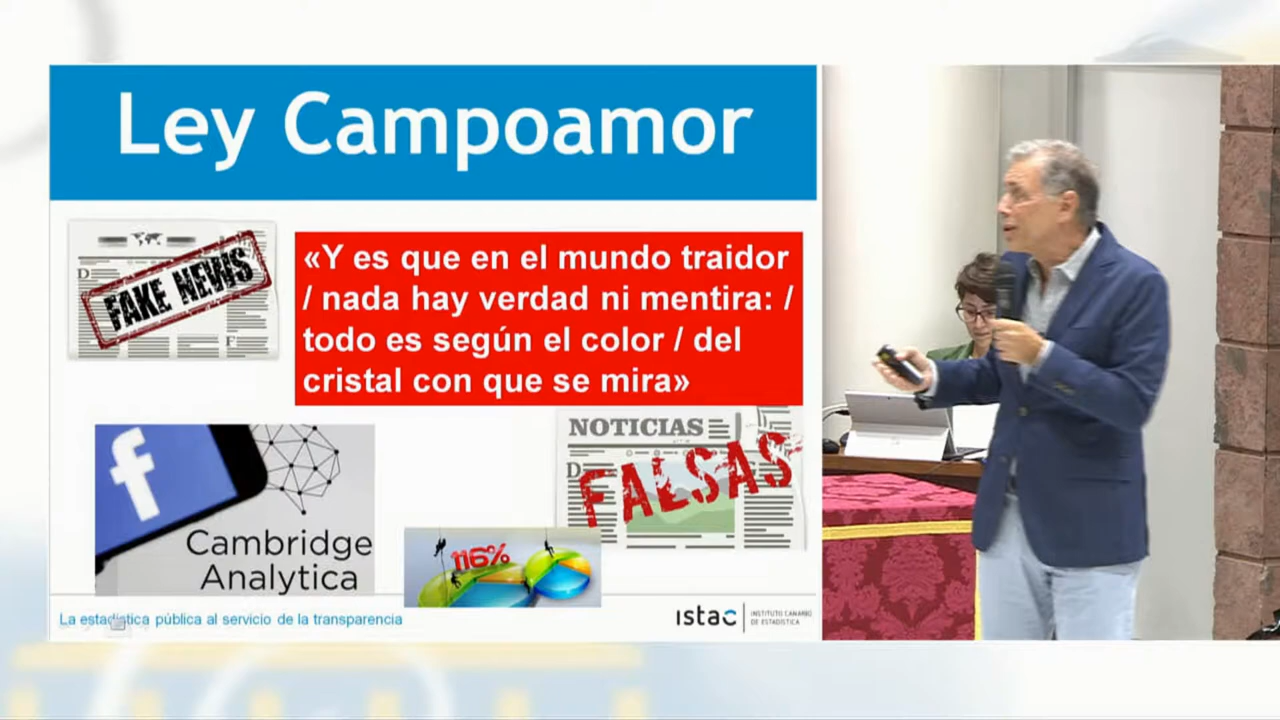 Ley Campoamor
FAKE NEWS
D
F
«Y es que en el mundo traidor
/ nada hay verdad ni mentira: /
todo es según el color / del
cristal con que se mira»
NOTICIAS
D
FALSAS
f
Cambridge
Analytica
116%
La estadística pública al servicio de la transparencia
istac
INSTITUTO CANARIO
DE ESTADÍSTICA